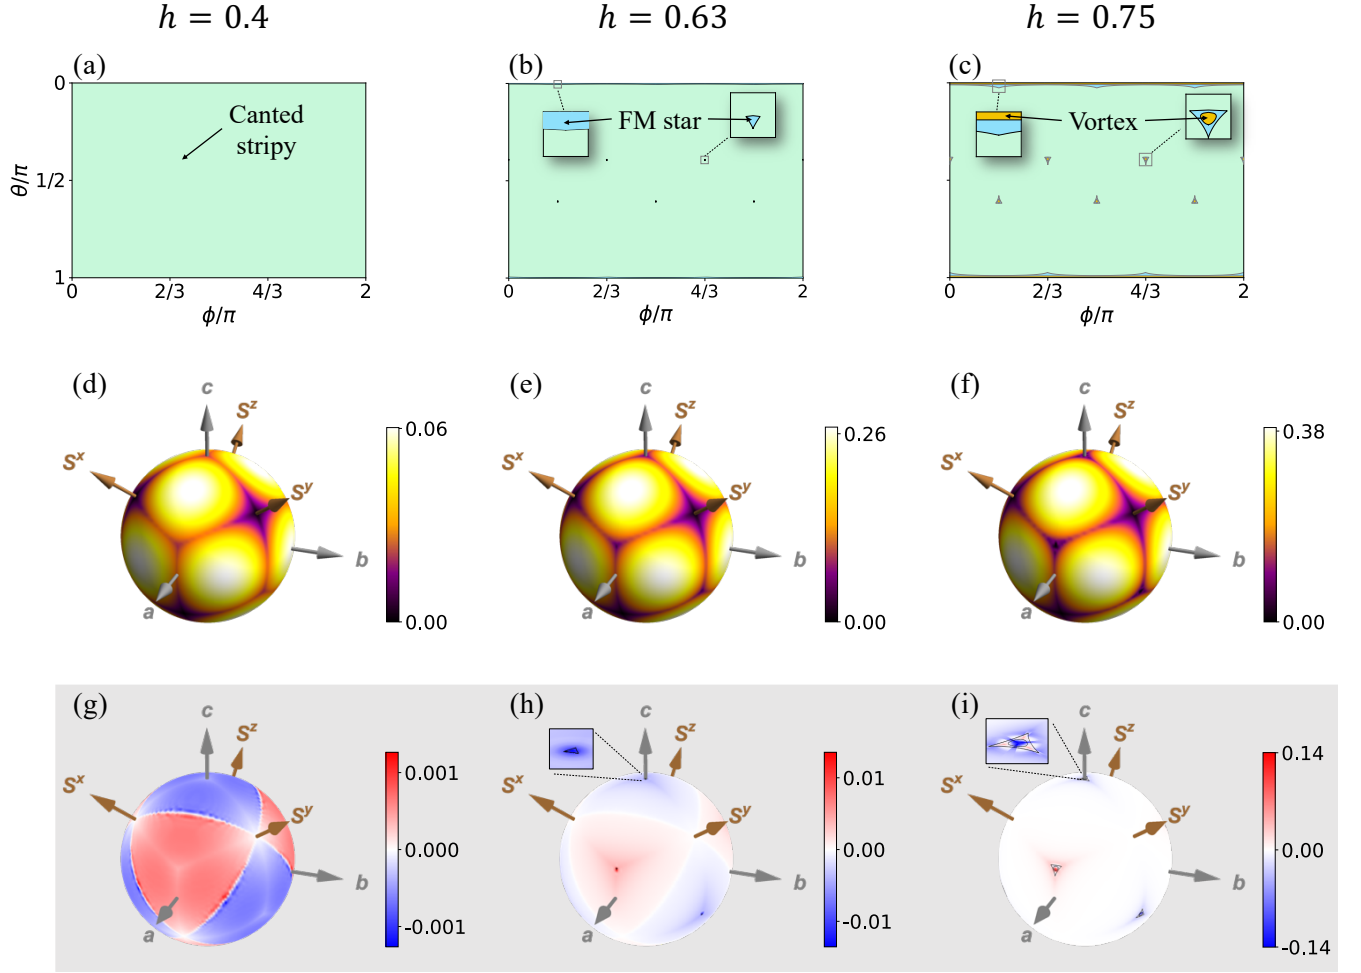 h = 0.4
h = 0.63
h = 0.75
(a)
(b)
(c)
0
1/2
1
θ/π
Canted
stripy
0
2/3
4/3
2
ϕ/π
FM star
0
2/3
4/3
2
ϕ/π
Vortex
0
2/3
4/3
2
ϕ/π
(d)
c
S^z
S^x
S^y
b
a
0.06
0.00
(e)
c
S^z
S^x
S^y
b
a
0.26
0.00
(f)
c
S^z
S^x
S^y
b
a
0.38
0.00
(g)
c
S^z
S^x
S^y
b
a
0.001
0.000
-0.001
(h)
c
S^z
S^x
S^y
b
a
0.01
0.00
-0.01
(i)
c
S^z
S^x
S^y
b
a
0.14
0.00
-0.14